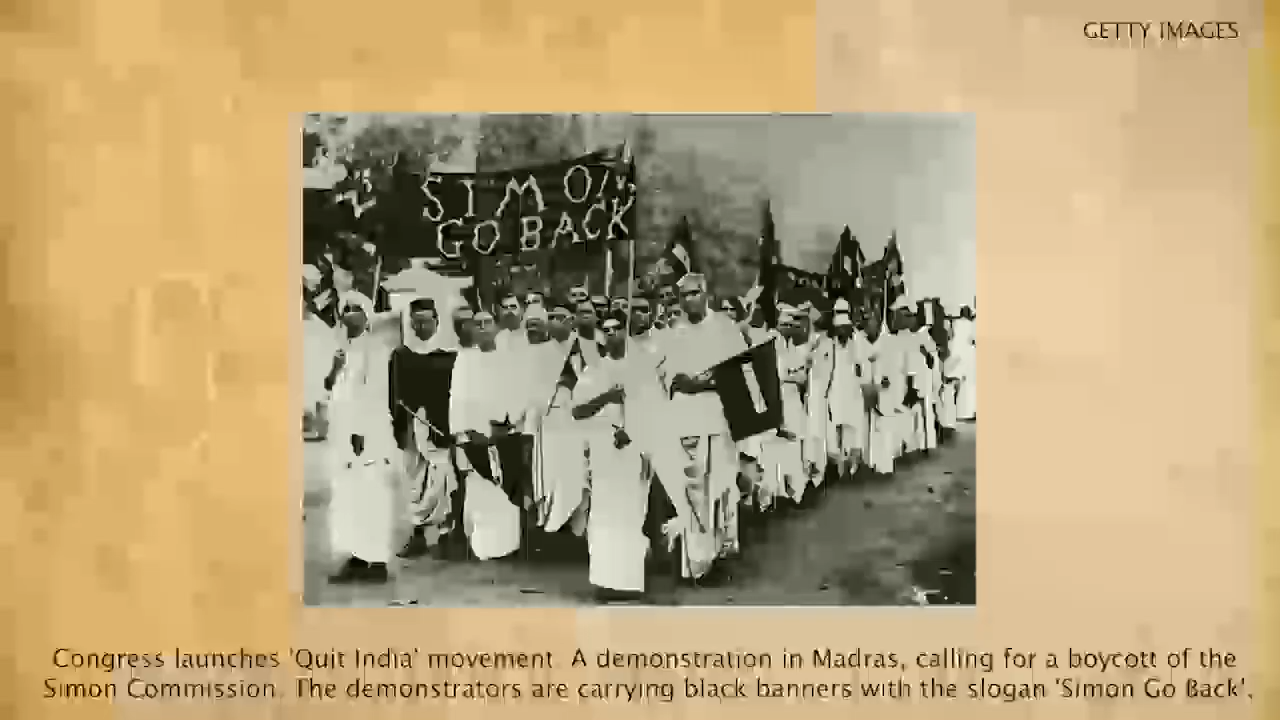 GETTY IMAGES
SIMON
GO BACK
Congress launches 'Quit India' movement. A demonstration in Madras, calling for a boycott of the
Simon Commission. The demonstrators are carrying black banners with the slogan 'Simon Go Back',